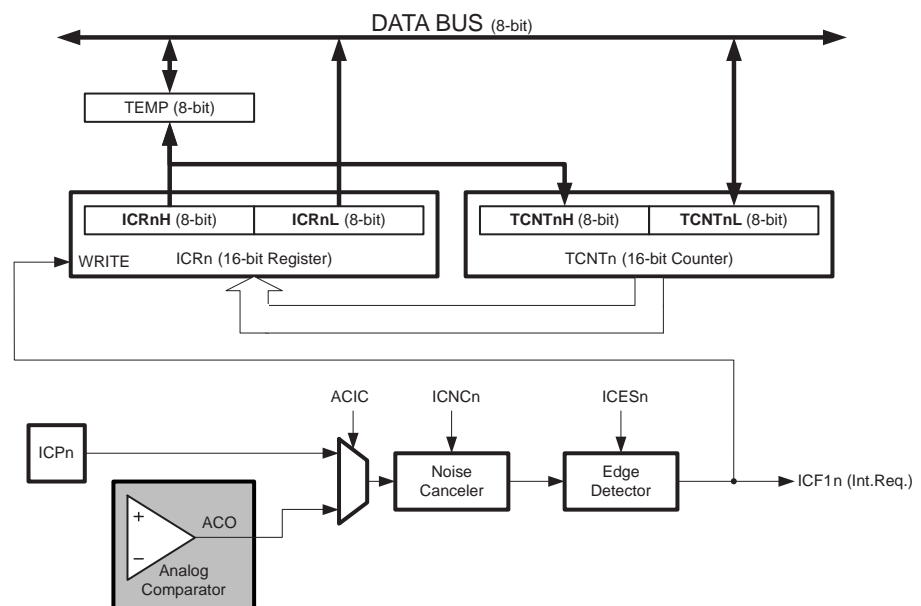 DATA BUS (8-bit)
TEMP (8-bit)
ICRnH (8-bit) ICRnL (8-bit)
ICRn (16-bit Register)
WRITE
TCNTnH (8-bit) TCNTnL (8-bit)
TCNTn (16-bit Counter)
ACIC ICNCn ICESn
ICPn
Noise
Canceler
Edge
Detector
ICF1n (Int.Req.)
+
ACO
−
Analog
Comparator